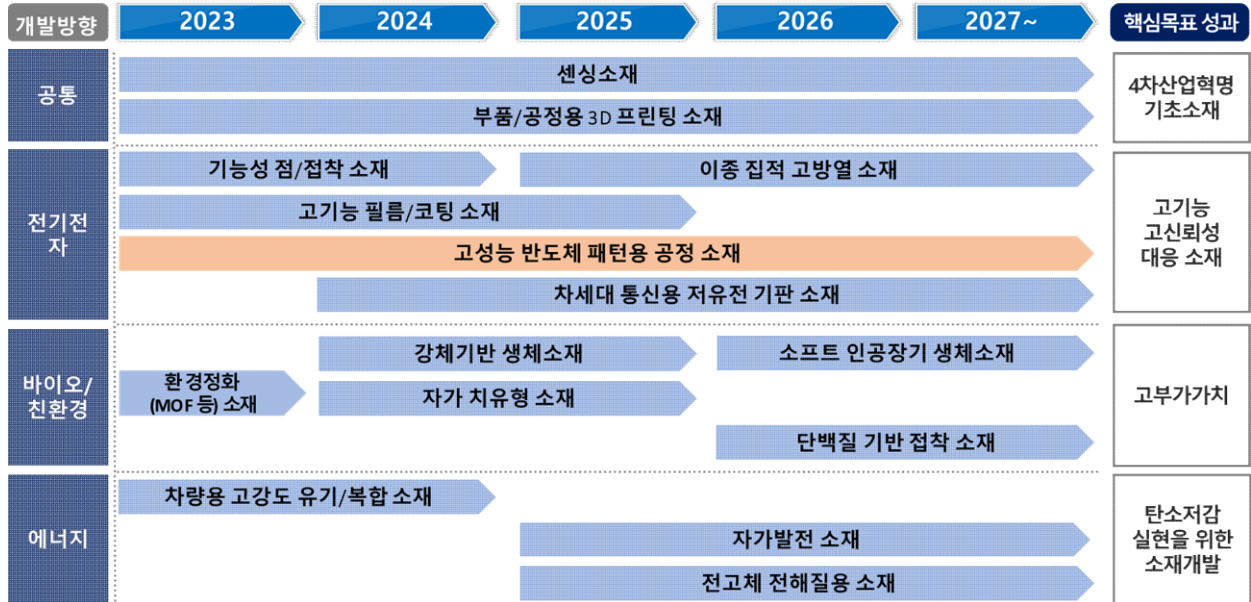 개발방향
2023
2024
2025
2026
2027~
핵심목표 성과
공통
센싱소재
부품/공정용 3D 프린팅 소재
4차산업혁명
기초소재
전기전
자
기능성 점/접착 소재
이종 집적 고방열 소재
고기능 필름/코팅 소재
고성능 반도체 패턴용 공정 소재
차세대 통신용 저유전 기판 소재
고기능
고신뢰성
대응 소재
바이오/
친환경
강체기반 생체소재
소프트 인공장기 생체소재
환경정화
(MOF 등) 소재
자가 치유형 소재
단백질 기반 접착 소재
고부가가치
에너지
차량용 고강도 유기/복합 소재
자가발전 소재
전고체 전해질용 소재
탄소저감
실현을 위한
소재개발